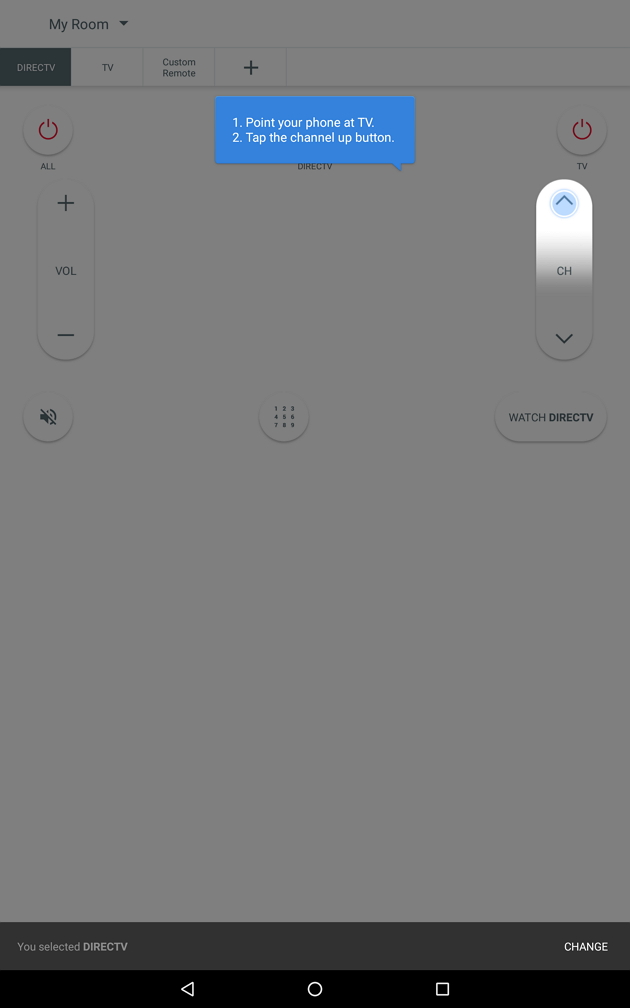 My Room
DIRECTV
TV
Custom
Remote
1. Point your phone at TV.
2. Tap the channel up button.
ALL
DIRECTV
TV
VOL
CH
1 2 3
4 5 6
7 8 9
WATCH DIRECTV
You selected DIRECTV
CHANGE